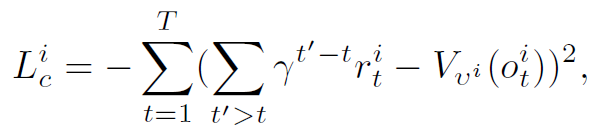 $L_c^i = -\sum_{t=1}^{T} (\sum_{t'>t} \gamma^{t'-t} r_t^i - V_{\upsilon^i}(o_t^i))^2,$